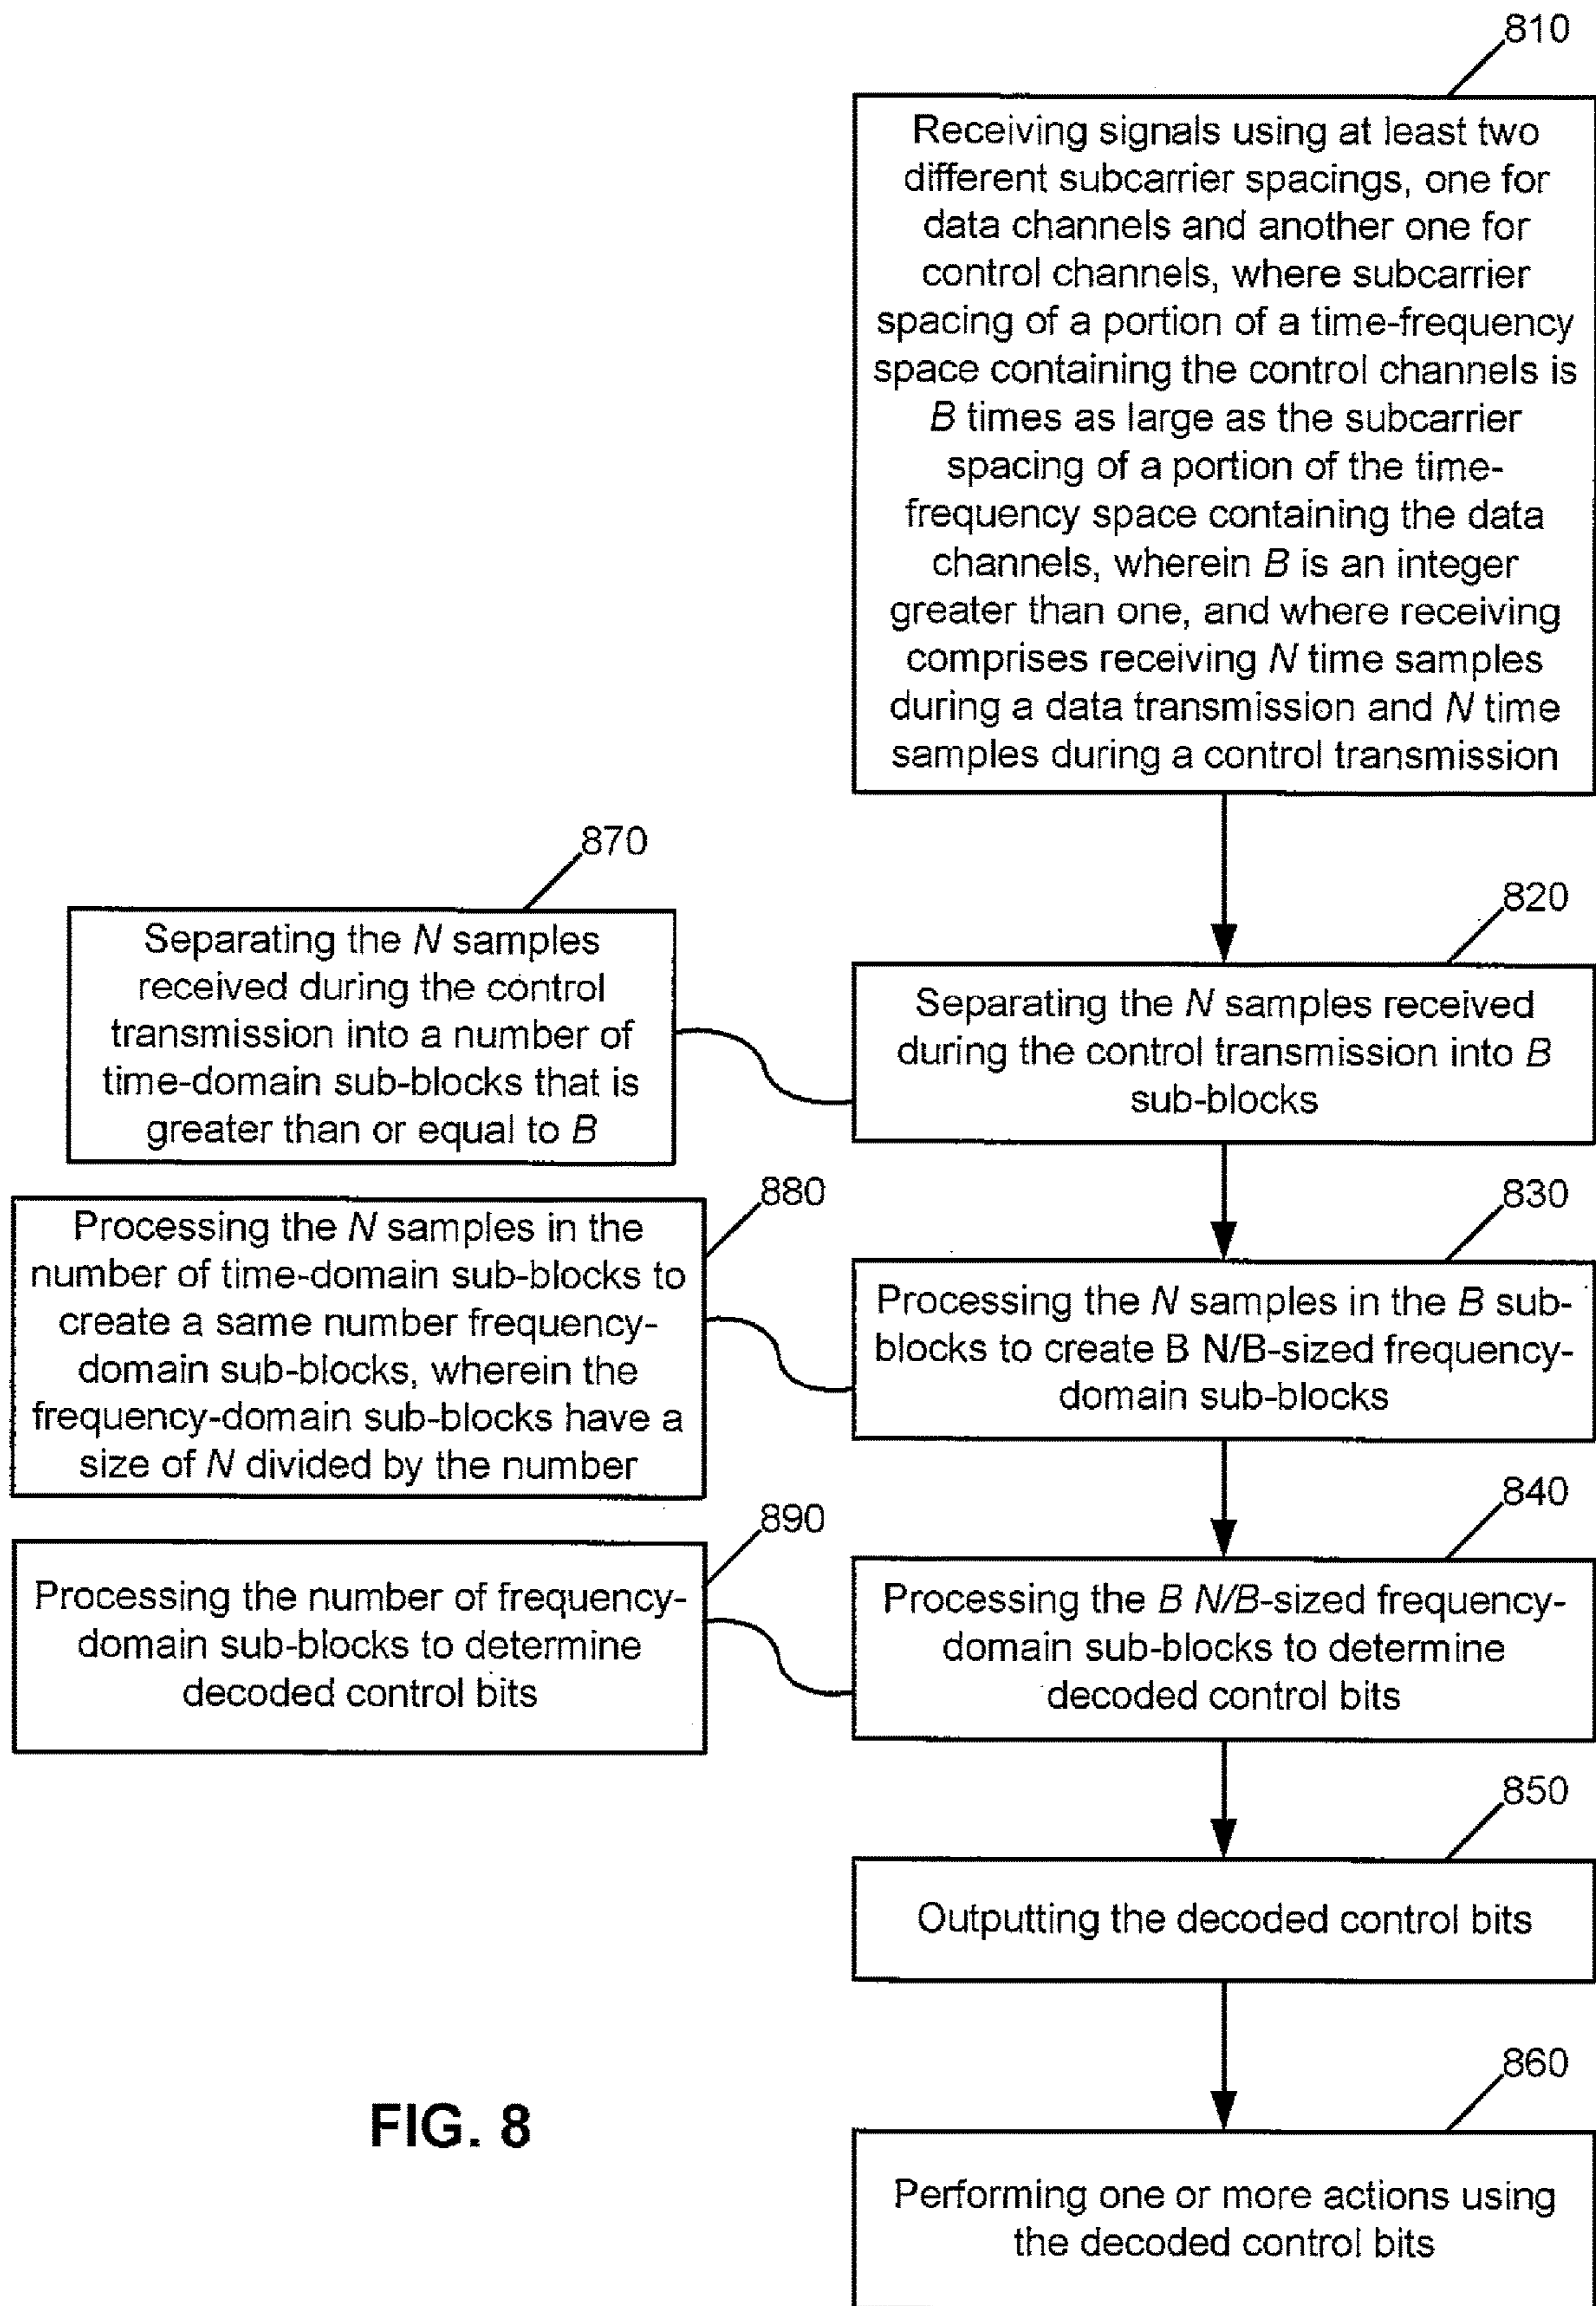 810
Receiving signals using at least two
different subcarrier spacings, one for
data channels and another one for
control channels, where subcarrier
spacing of a portion of a time-frequency
space containing the control channels is
B times as large as the subcarrier
spacing of a portion of the time-
frequency space containing the data
channels, wherein B is an integer
greater than one, and where receiving
comprises receiving N time samples
during a data transmission and N time
samples during a control transmission
870
Separating the N samples
received during the control
transmission into a number of
time-domain sub-blocks that is
greater than or equal to B
820
Separating the N samples received
during the control transmission into B
sub-blocks
880
Processing the N samples in the
number of time-domain sub-blocks to
create a same number frequency-
domain sub-blocks, wherein the
frequency-domain sub-blocks have a
size of N divided by the number
830
Processing the N samples in the B sub-
blocks to create B N/B-sized frequency-
domain sub-blocks
890
Processing the number of frequency-
domain sub-blocks to determine
decoded control bits
840
Processing the B N/B-sized frequency-
domain sub-blocks to determine
decoded control bits
850
Outputting the decoded control bits
860
Performing one or more actions using
the decoded control bits
FIG. 8